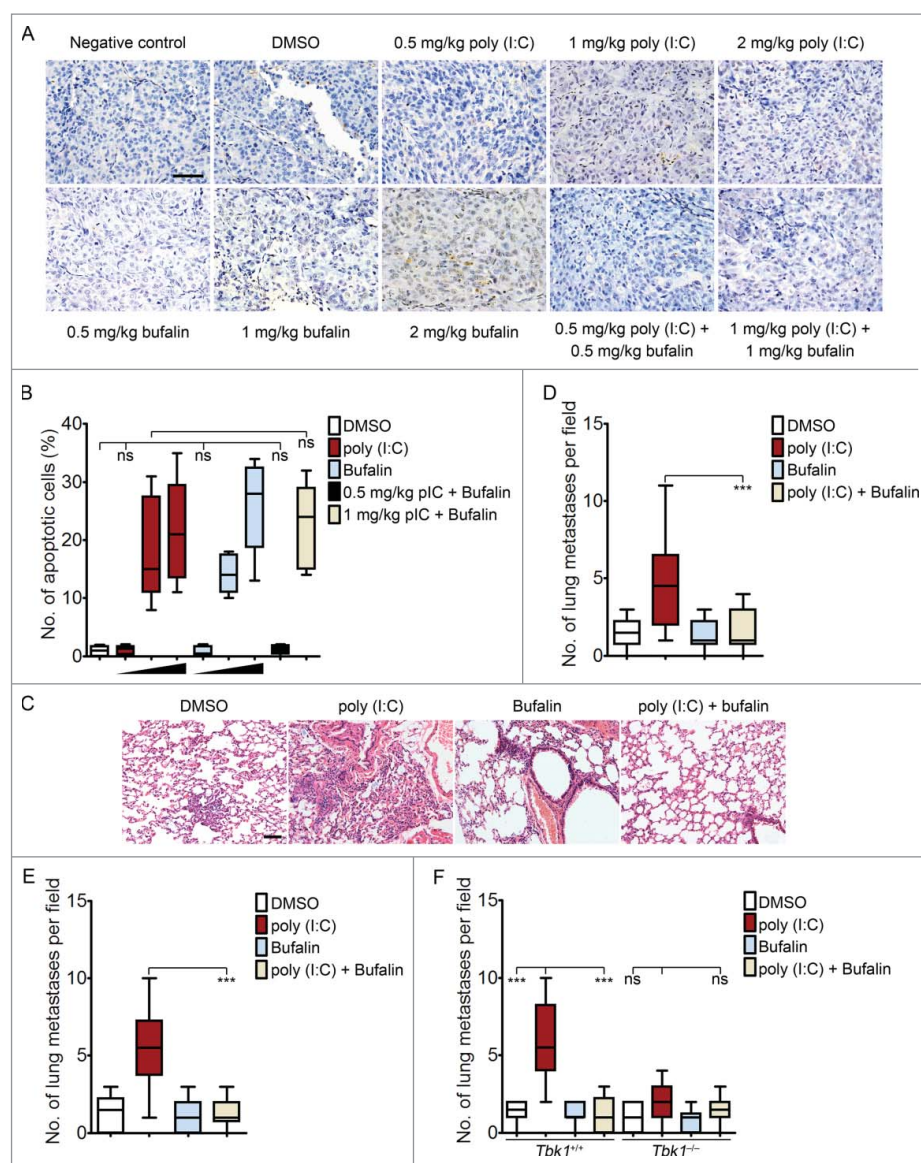 A
Negative control
DMSO
0.5 mg/kg poly (I:C)
1 mg/kg poly (I:C)
2 mg/kg poly (I:C)
0.5 mg/kg bufalin
1 mg/kg bufalin
2 mg/kg bufalin
0.5 mg/kg poly (I:C) +
0.5 mg/kg bufalin
1 mg/kg poly (I:C) +
1 mg/kg bufalin
B
No. of apoptotic cells (%)
40
30
20
10
0
ns
ns
ns
ns
DMSO
poly (I:C)
Bufalin
0.5 mg/kg pIC + Bufalin
1 mg/kg pIC + Bufalin
D
No. of lung metastases per field
15
10
5
0
***
DMSO
poly (I:C)
Bufalin
poly (I:C) + Bufalin
C
DMSO
poly (I:C)
Bufalin
poly (I:C) + bufalin
E
No. of lung metastases per field
15
10
5
0
***
DMSO
poly (I:C)
Bufalin
poly (I:C) + Bufalin
F
No. of lung metastases per field
15
10
5
0
***
***
ns
ns
DMSO
poly (I:C)
Bufalin
poly (I:C) + Bufalin
Tbk1+/+
Tbk1–/–